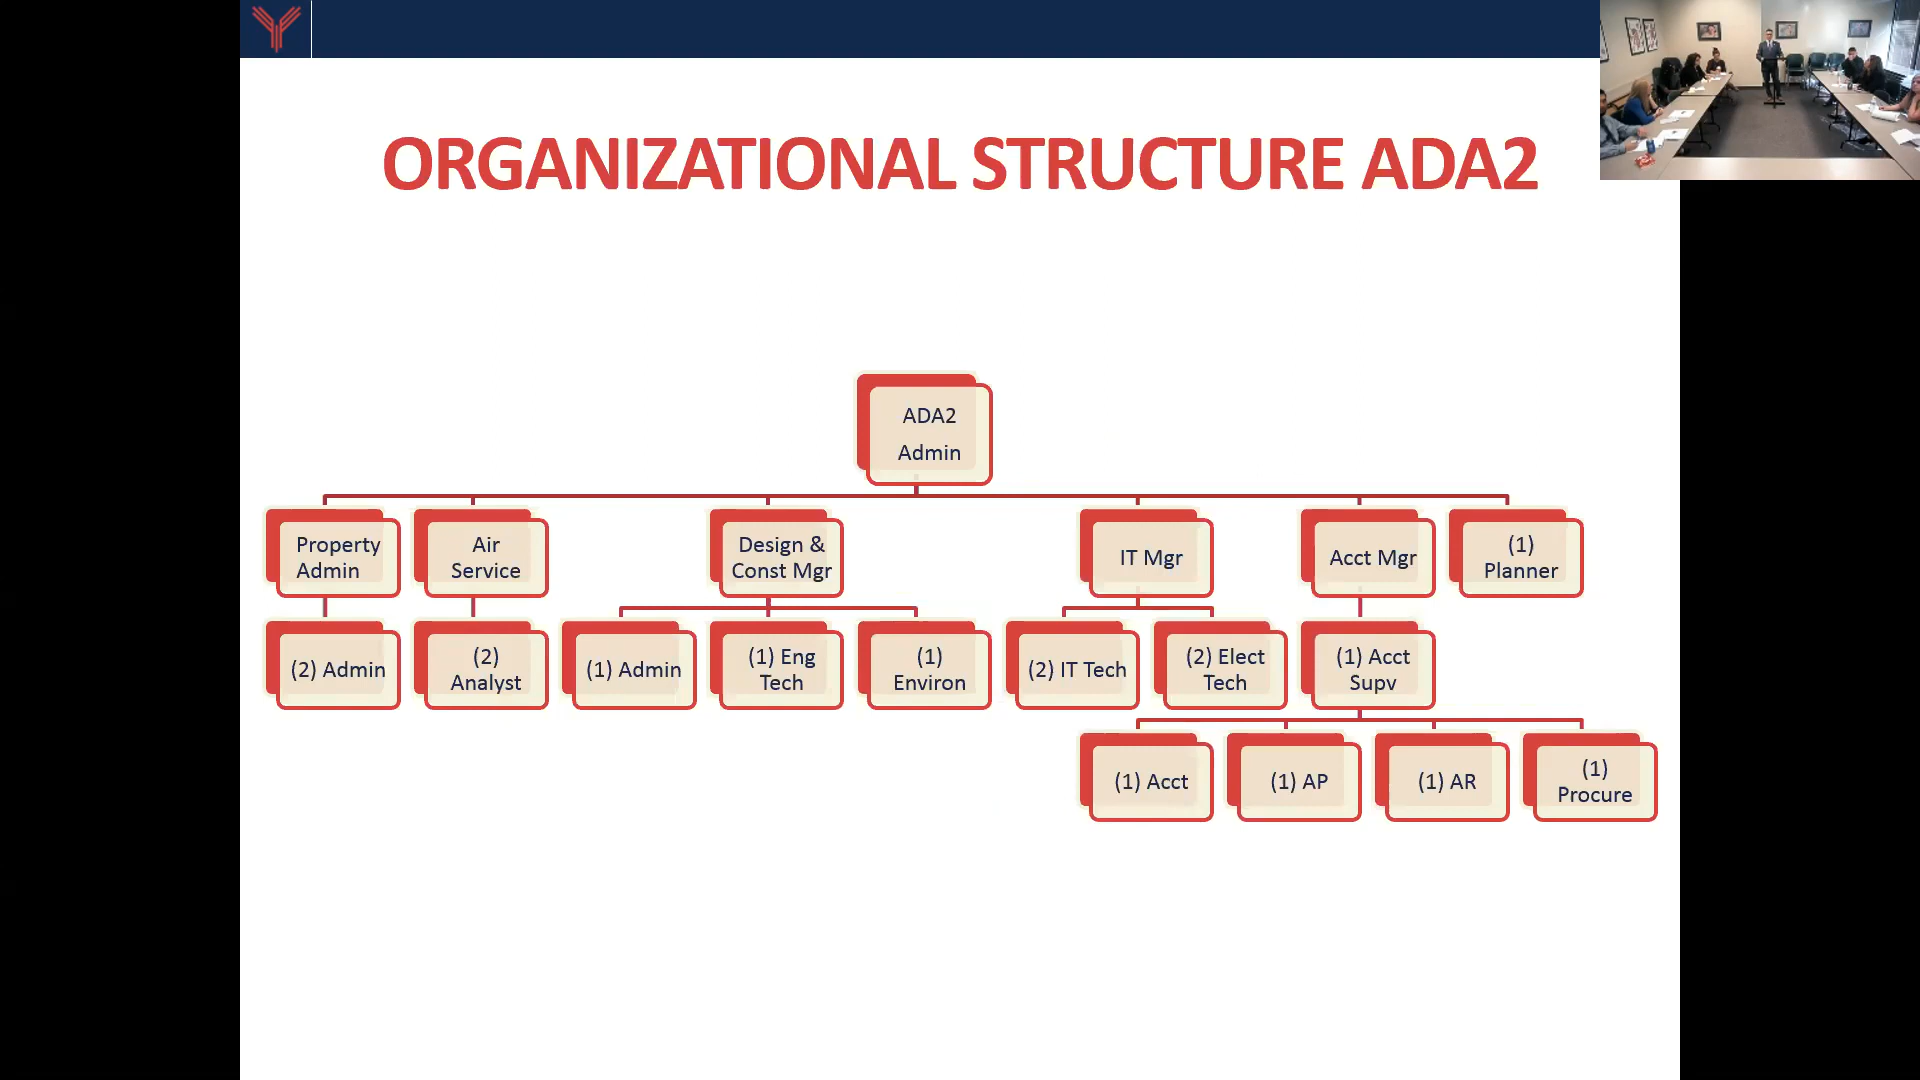 ORGANIZATIONAL STRUCTURE ADA2
ADA2
Admin
Property
Admin
Air
Service
Design &
Const Mgr
IT Mgr
Acct Mgr
(1)
Planner
(2) Admin
(2)
Analyst
(1) Admin
(1) Eng
Tech
(1)
Environ
(2) IT Tech
(2) Elect
Tech
(1) Acct
Supv
(1) Acct
(1) AP
(1) AR
(1)
Procure